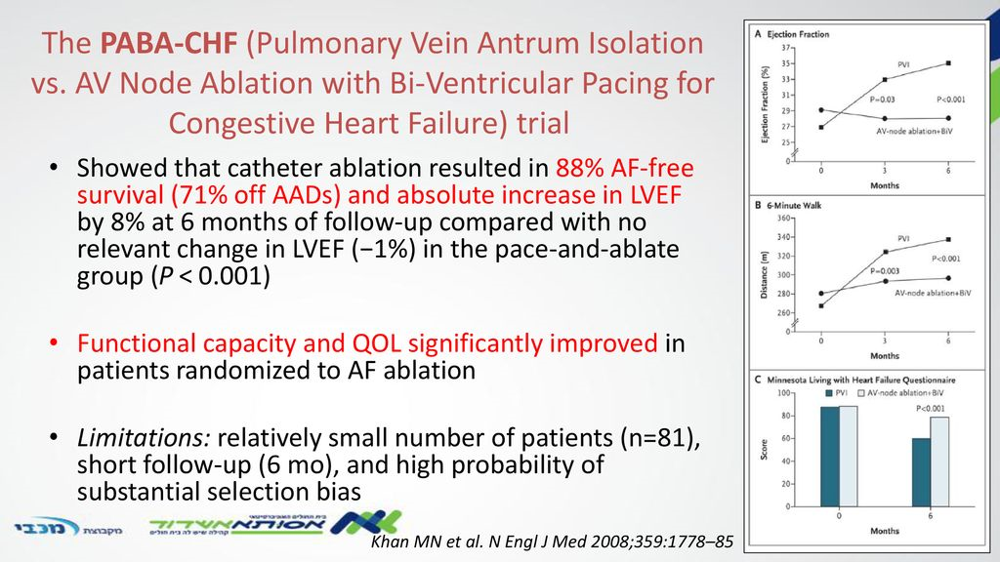 The PABA-CHF (Pulmonary Vein Antrum Isolation
vs. AV Node Ablation with Bi-Ventricular Pacing for
Congestive Heart Failure) trial
• Showed that catheter ablation resulted in 88% AF-free
survival (71% off AADs) and absolute increase in LVEF
by 8% at 6 months of follow-up compared with no
relevant change in LVEF (−1%) in the pace-and-ablate
group (P < 0.001)
• Functional capacity and QOL significantly improved in
patients randomized to AF ablation
• Limitations: relatively small number of patients (n=81),
short follow-up (6 mo), and high probability of
substantial selection bias
קבוצת מכבי
בית החולים האוניברסיטאי
אסותא אשדוד
קהילה שיש לה בית חולים
Khan MN et al. N Engl J Med 2008;359:1778–85
A Ejection Fraction
Ejection Fraction (%)
37
35
33
31
29
27
25
0
PVI
P=0.03
P<0.001
AV-node ablation+BiV
0 3 6
Months
B 6-Minute Walk
Distance (m)
360
340
320
300
280
260
0
PVI
P<0.001
P=0.003
AV-node ablation+BiV
0 3 6
Months
C Minnesota Living with Heart Failure Questionnaire
PVI AV-node ablation+BiV
Score
100
80
60
40
20
0
P<0.001
0 6
Months